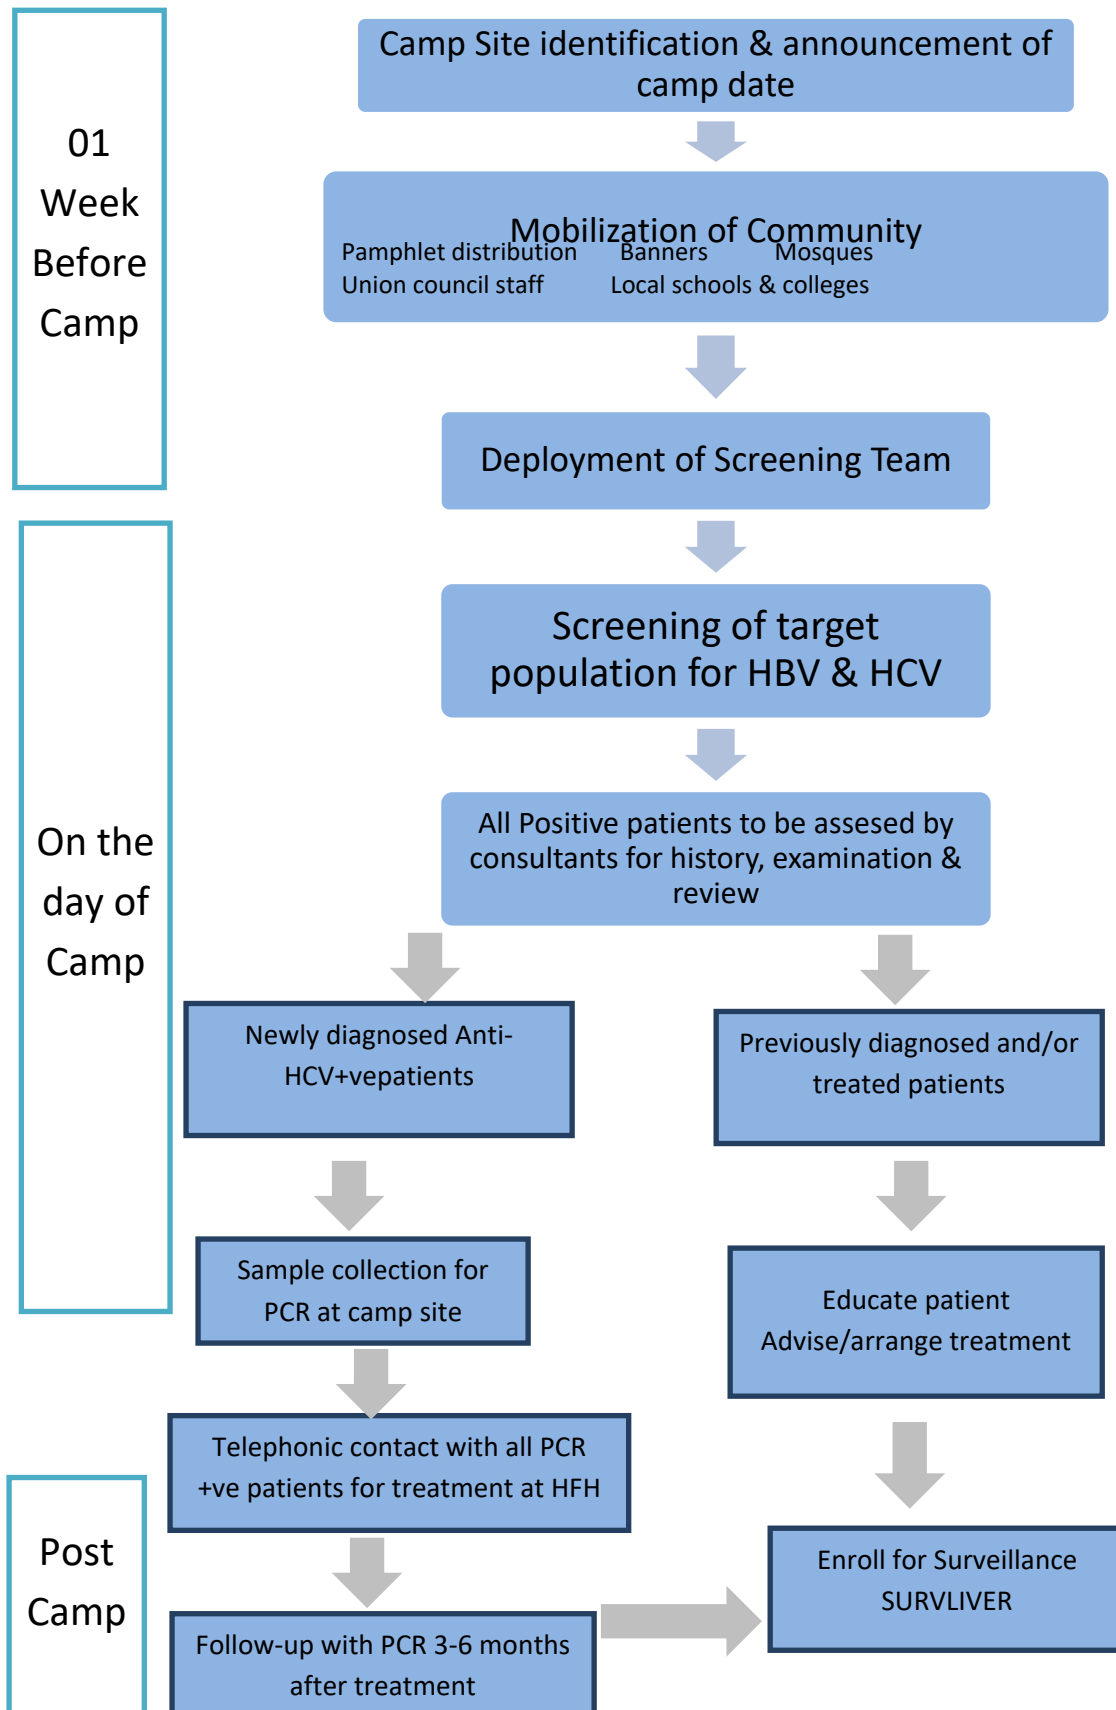 01
Week
Before
Camp
Camp Site identification & announcement of
camp date
Mobilization of Community
Pamphlet distribution Banners Mosques
Union council staff Local schools & colleges
Deployment of Screening Team
On the
day of
Camp
Screening of target
population for HBV & HCV
All Positive patients to be assesed by
consultants for history, examination &
review
Newly diagnosed Anti-
HCV+vepatients
Previously diagnosed and/or
treated patients
Sample collection for
PCR at camp site
Educate patient
Advise/arrange treatment
Post
Camp
Telephonic contact with all PCR
+ve patients for treatment at HFH
Enroll for Surveillance
SURVLIVER
Follow-up with PCR 3-6 months
after treatment